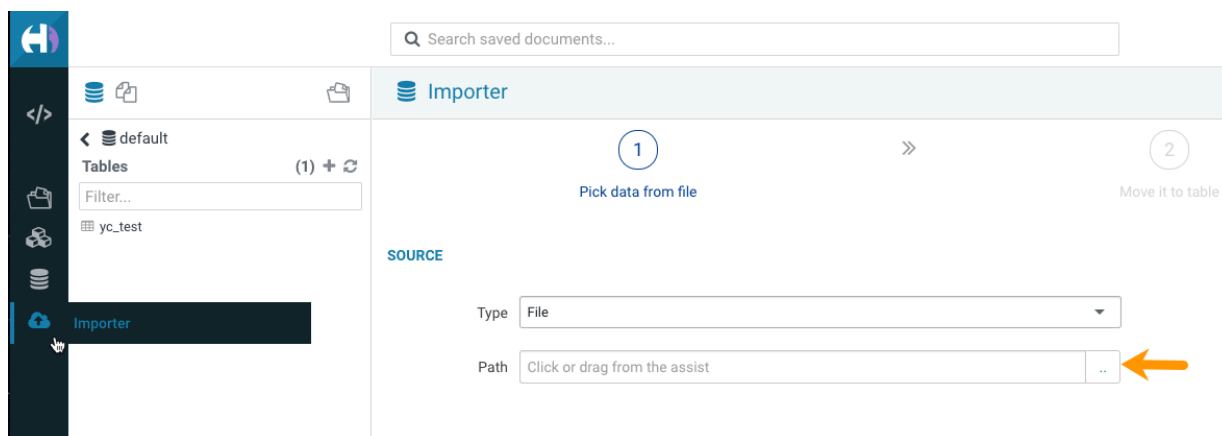 Search saved documents...
Importer
</>
default
Tables (1)
Filter...
yc_test
Importer
1
2
Pick data from file
Move it to table
SOURCE
Type File
Path Click or drag from the assist ..